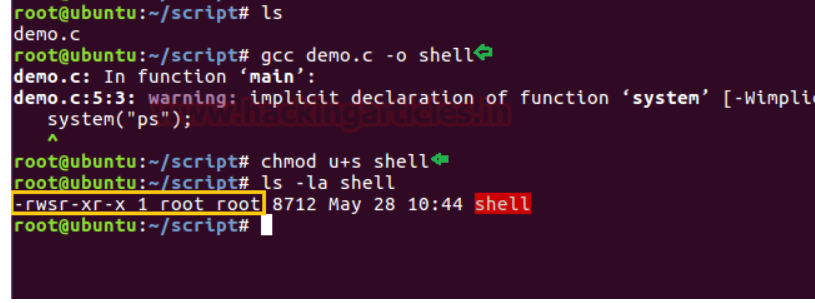 root@ubuntu:~/script# ls
demo.c
root@ubuntu:~/script# gcc demo.c -o shell
demo.c: In function ‘main’:
demo.c:5:3: warning: implicit declaration of function ‘system’ [-Wimplic
system("ps");
www.hackingarticles.in
^
root@ubuntu:~/script# chmod u+s shell
root@ubuntu:~/script# ls -la shell
-rwsr-xr-x 1 root root 8712 May 28 10:44 shell
root@ubuntu:~/script#